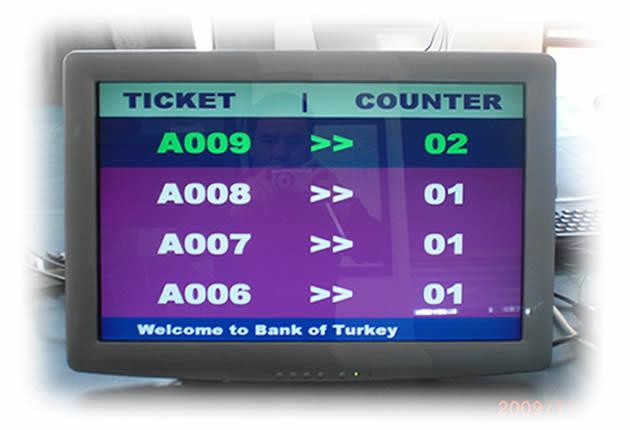 TICKET | COUNTER
A009 >> 02
A008 >> 01
A007 >> 01
A006 >> 01
Welcome to Bank of Turkey